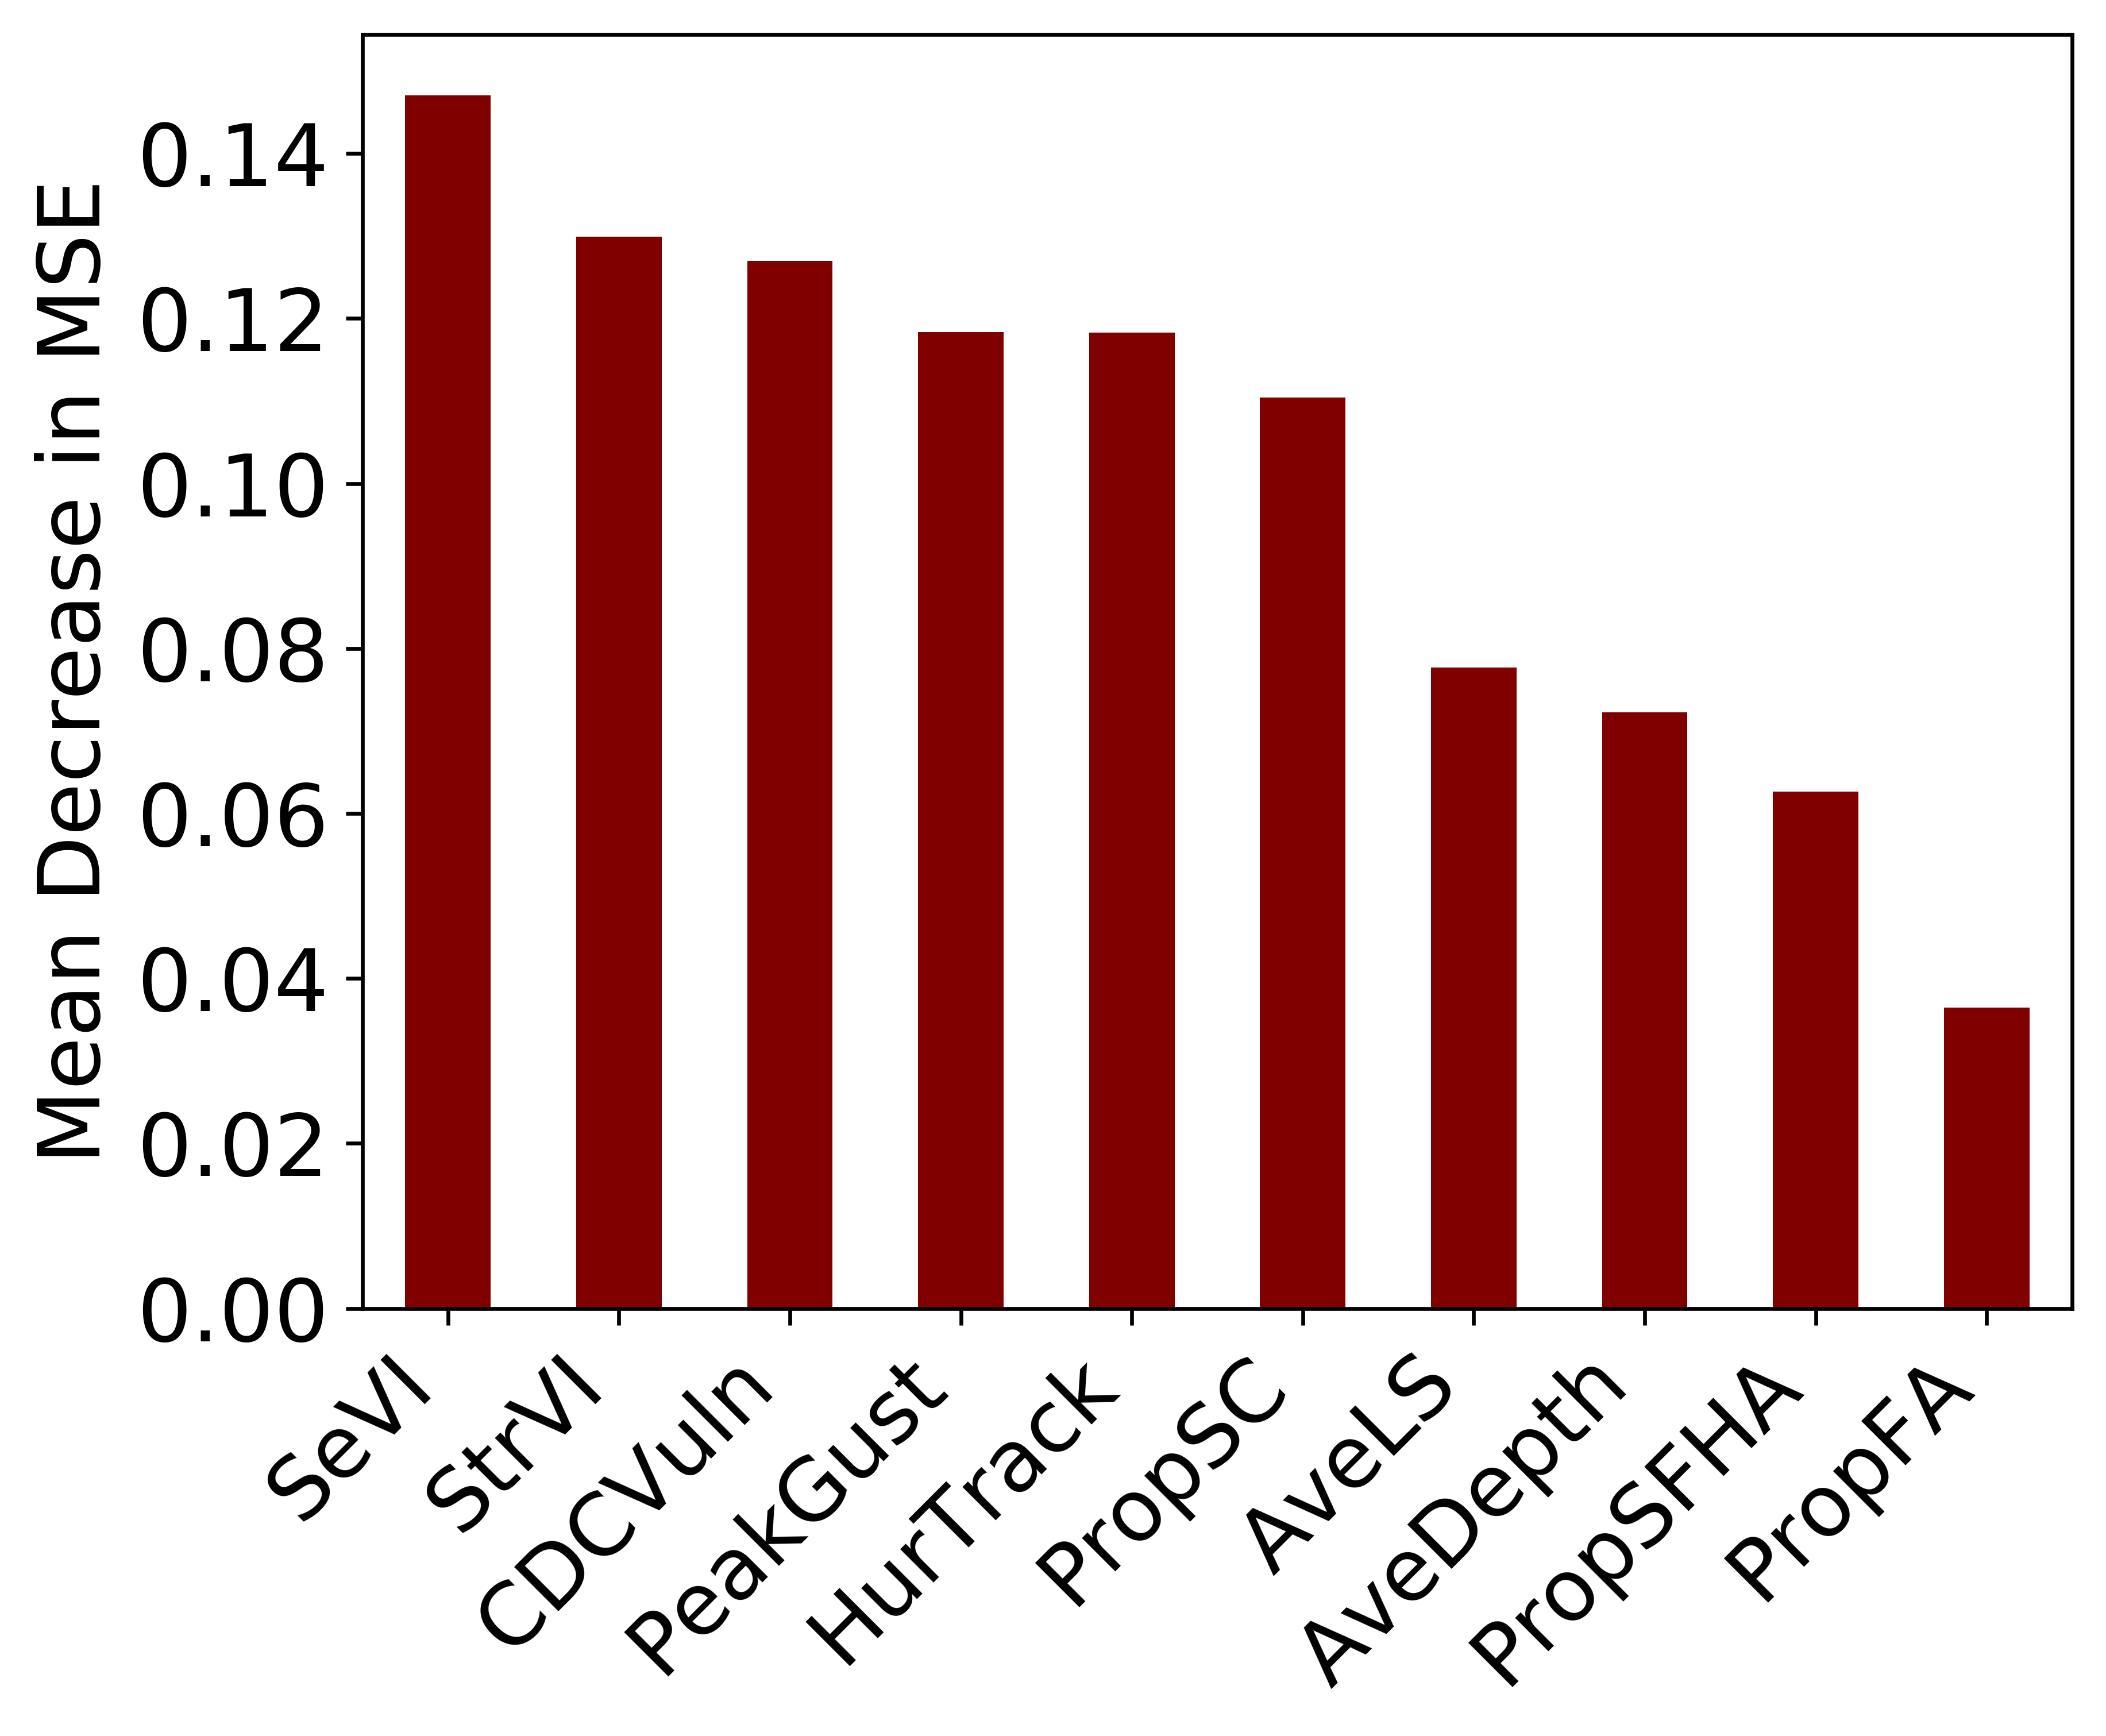 Mean Decrease in MSE
0.14
0.12
0.10
0.08
0.06
0.04
0.02
0.00
SeVI
StrVI
CDCVuln
PeakGust
HurTrack
PropSC
AveLS
AveDepth
PropSFHA
PropFA